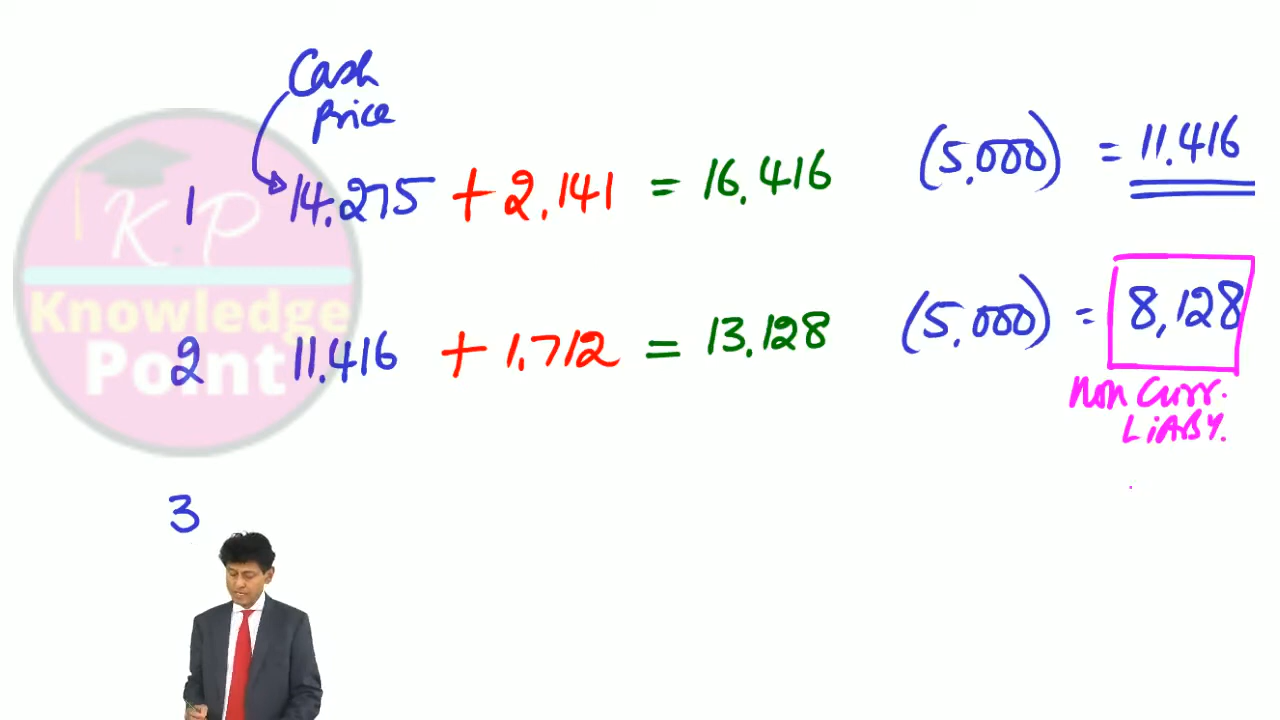 Cash
price
1 14.275 + 2.141 = 16.416 (5,000) = 11.416
2 11.416 + 1.712 = 13.128 (5,000) = 8,128
Non Curr.
LiABY.
3
K P
Knowledge
Point